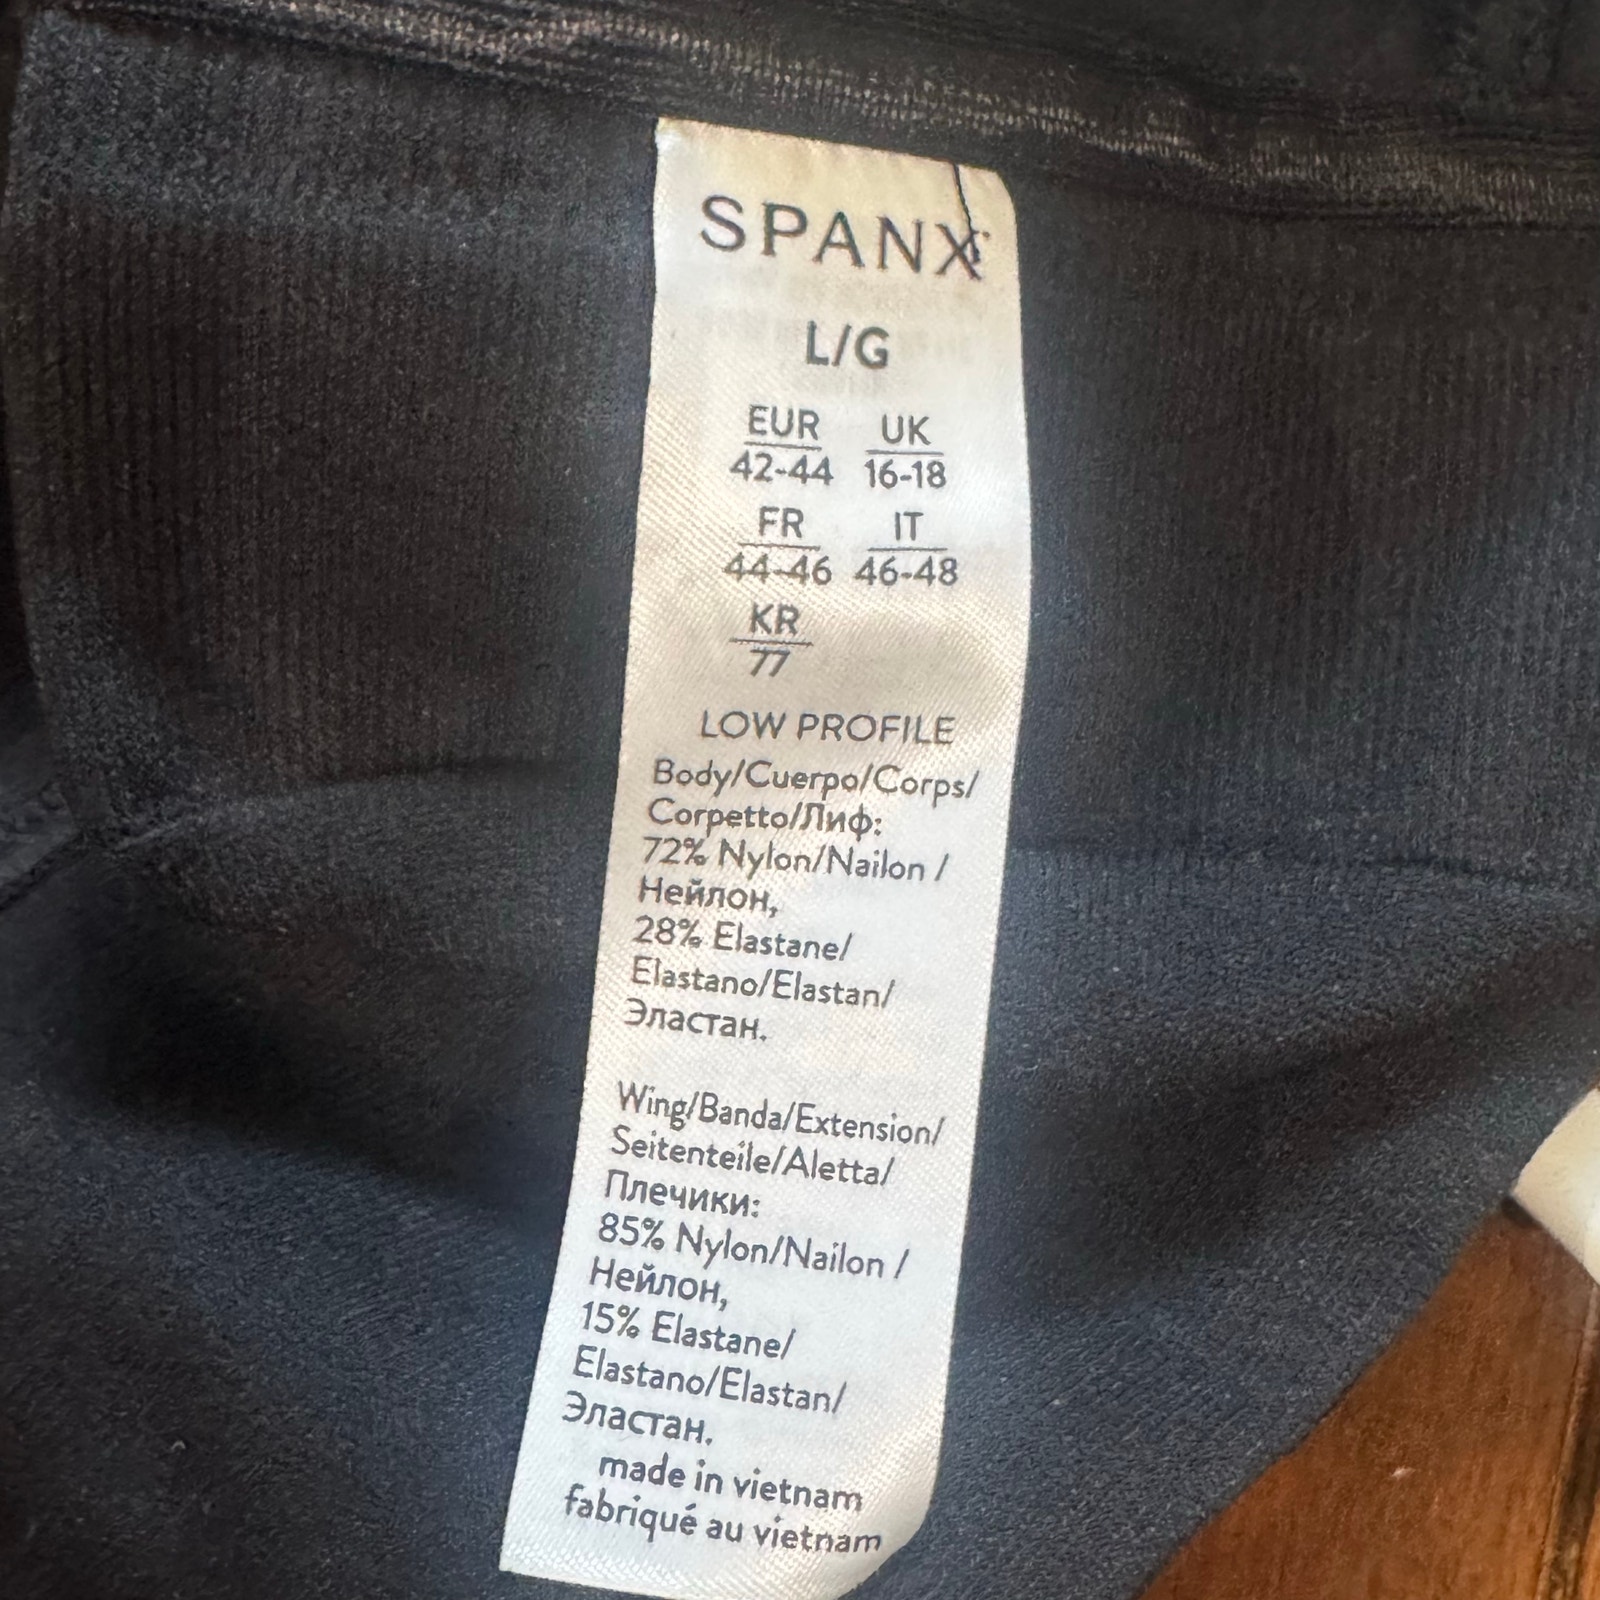 SPANX
L/G
EUR UK
42-44 16-18
FR IT
44-46 46-48
KR
77
LOW PROFILE
Body/Cuerpo/Corps/
Corpetto/Лиф:
72% Nylon/Nailon /
Нейлон,
28% Elastane/
Elastano/Elastan/
Эластан.
Wing/Banda/Extension/
Seitenteile/Aletta/
Плечики:
85% Nylon/Nailon /
Нейлон,
15% Elastane/
Elastano/Elastan/
Эластан.
made in vietnam
fabriqué au vietnam